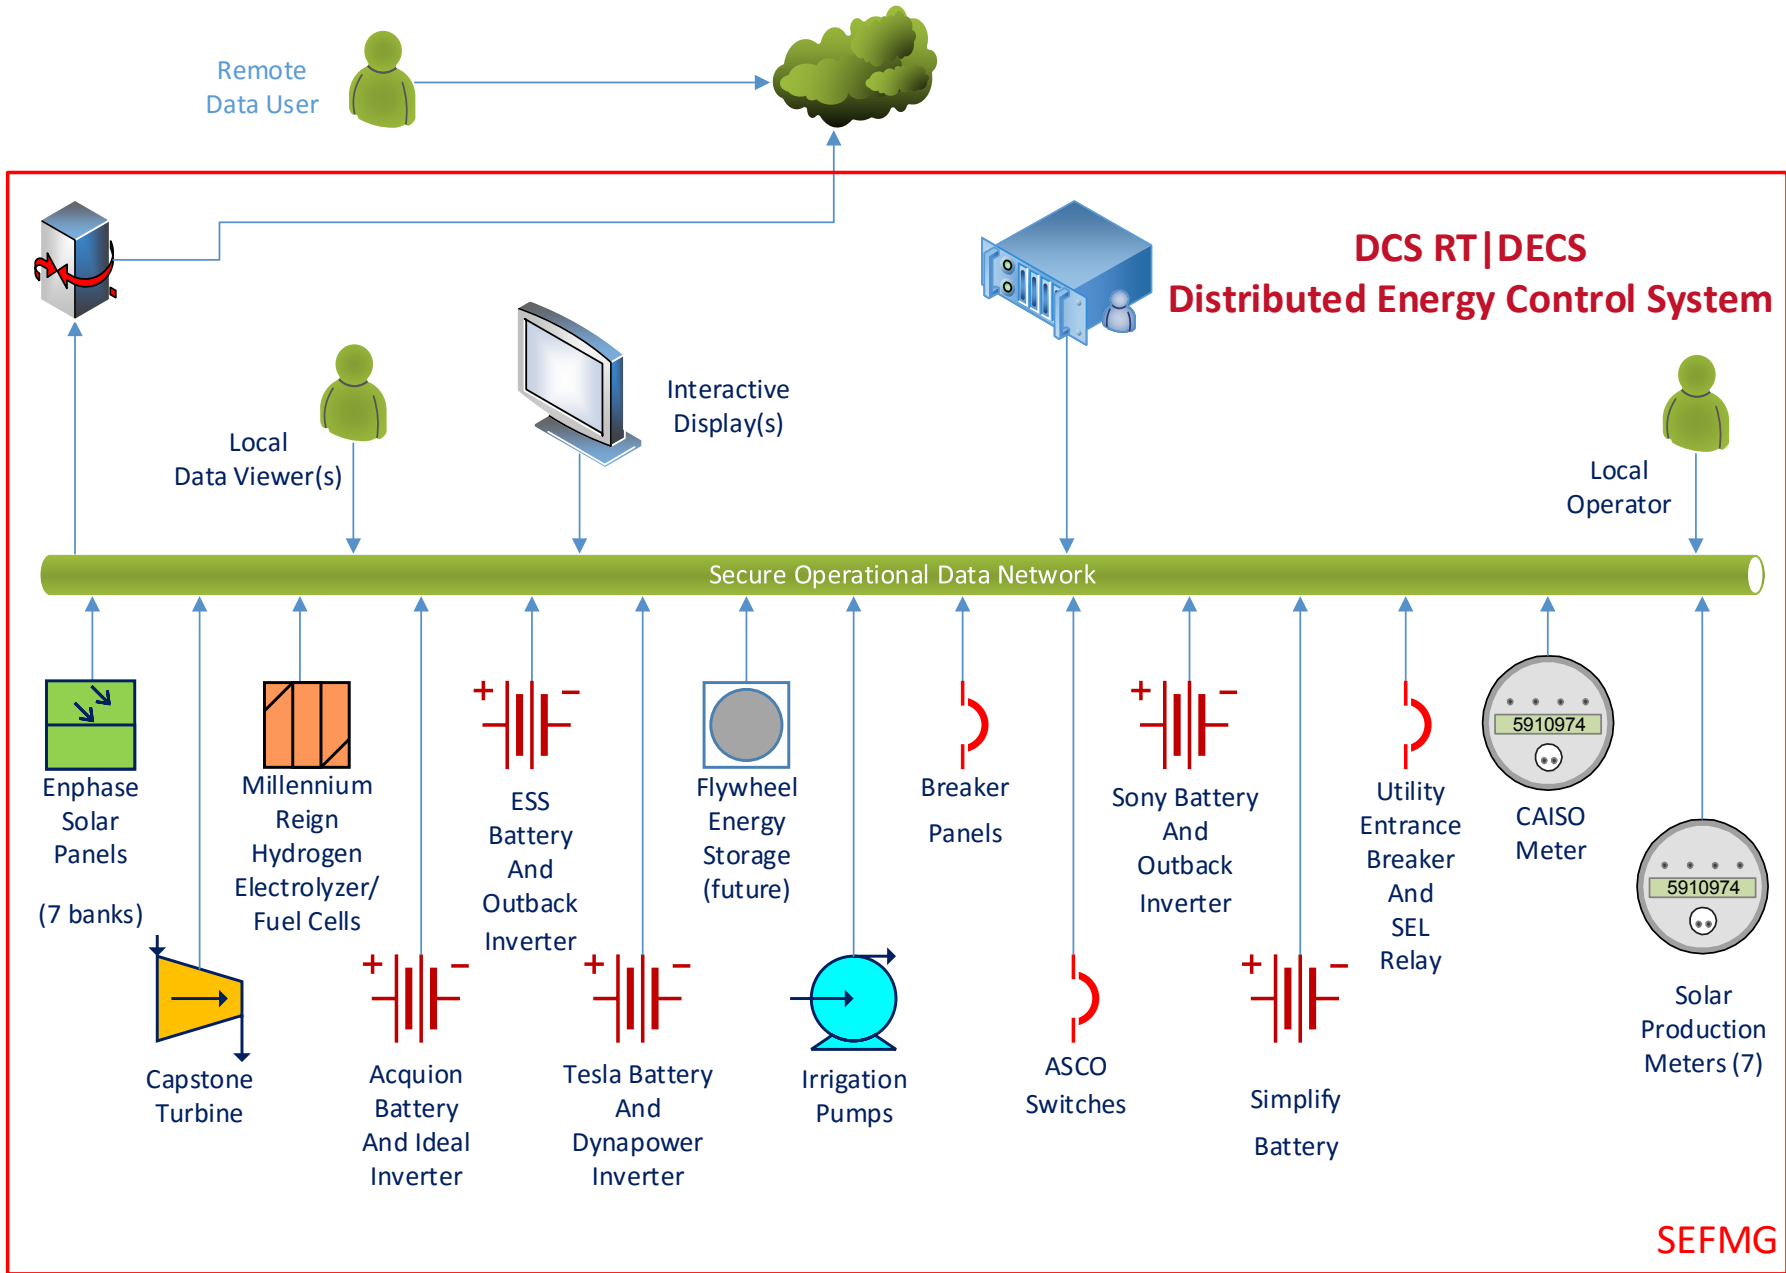 Remote
Data User
DCS RT|DECS
Distributed Energy Control System
Interactive
Display(s)
Local
Data Viewer(s)
Local
Operator
Secure Operational Data Network
Enphase
Solar
Panels
(7 banks)
Capstone
Turbine
Millennium
Reign
Hydrogen
Electrolyzer/
Fuel Cells
+ −
Acquion
Battery
And Ideal
Inverter
+ −
ESS
Battery
And
Outback
Inverter
+ −
Tesla Battery
And
Dynapower
Inverter
Flywheel
Energy
Storage
(future)
Irrigation
Pumps
Breaker
Panels
ASCO
Switches
+ −
Sony Battery
And
Outback
Inverter
+ −
Simplify
Battery
Utility
Entrance
Breaker
And
SEL
Relay
5910974
CAISO
Meter
5910974
Solar
Production
Meters (7)
SEFMG